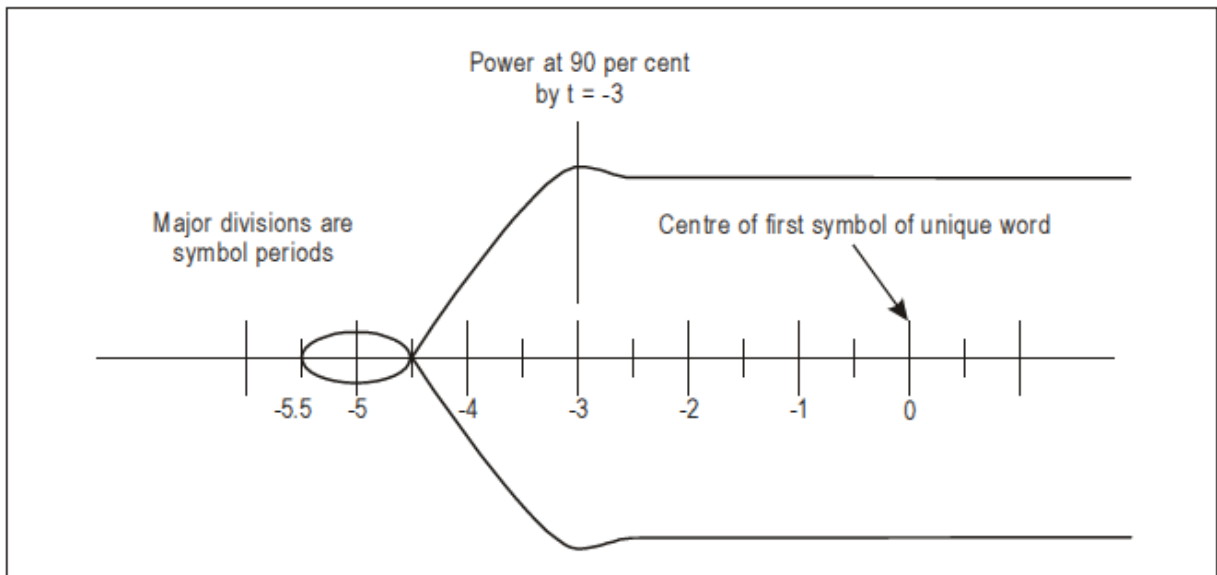 Power at 90 per cent
by t = -3
Major divisions are
symbol periods
Centre of first symbol of unique word
-5.5 -5 -4 -3 -2 -1 0